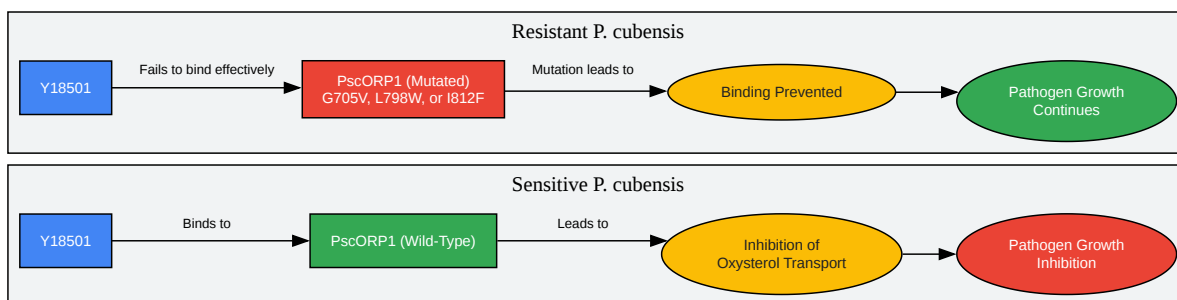 Resistant P. cubensis
Y18501
Fails to bind effectively
PscORP1 (Mutated)
G705V, L798W, or I812F
Mutation leads to
Binding Prevented
Pathogen Growth
Continues
Sensitive P. cubensis
Y18501
Binds to
PscORP1 (Wild-Type)
Leads to
Inhibition of
Oxysterol Transport
Pathogen Growth
Inhibition